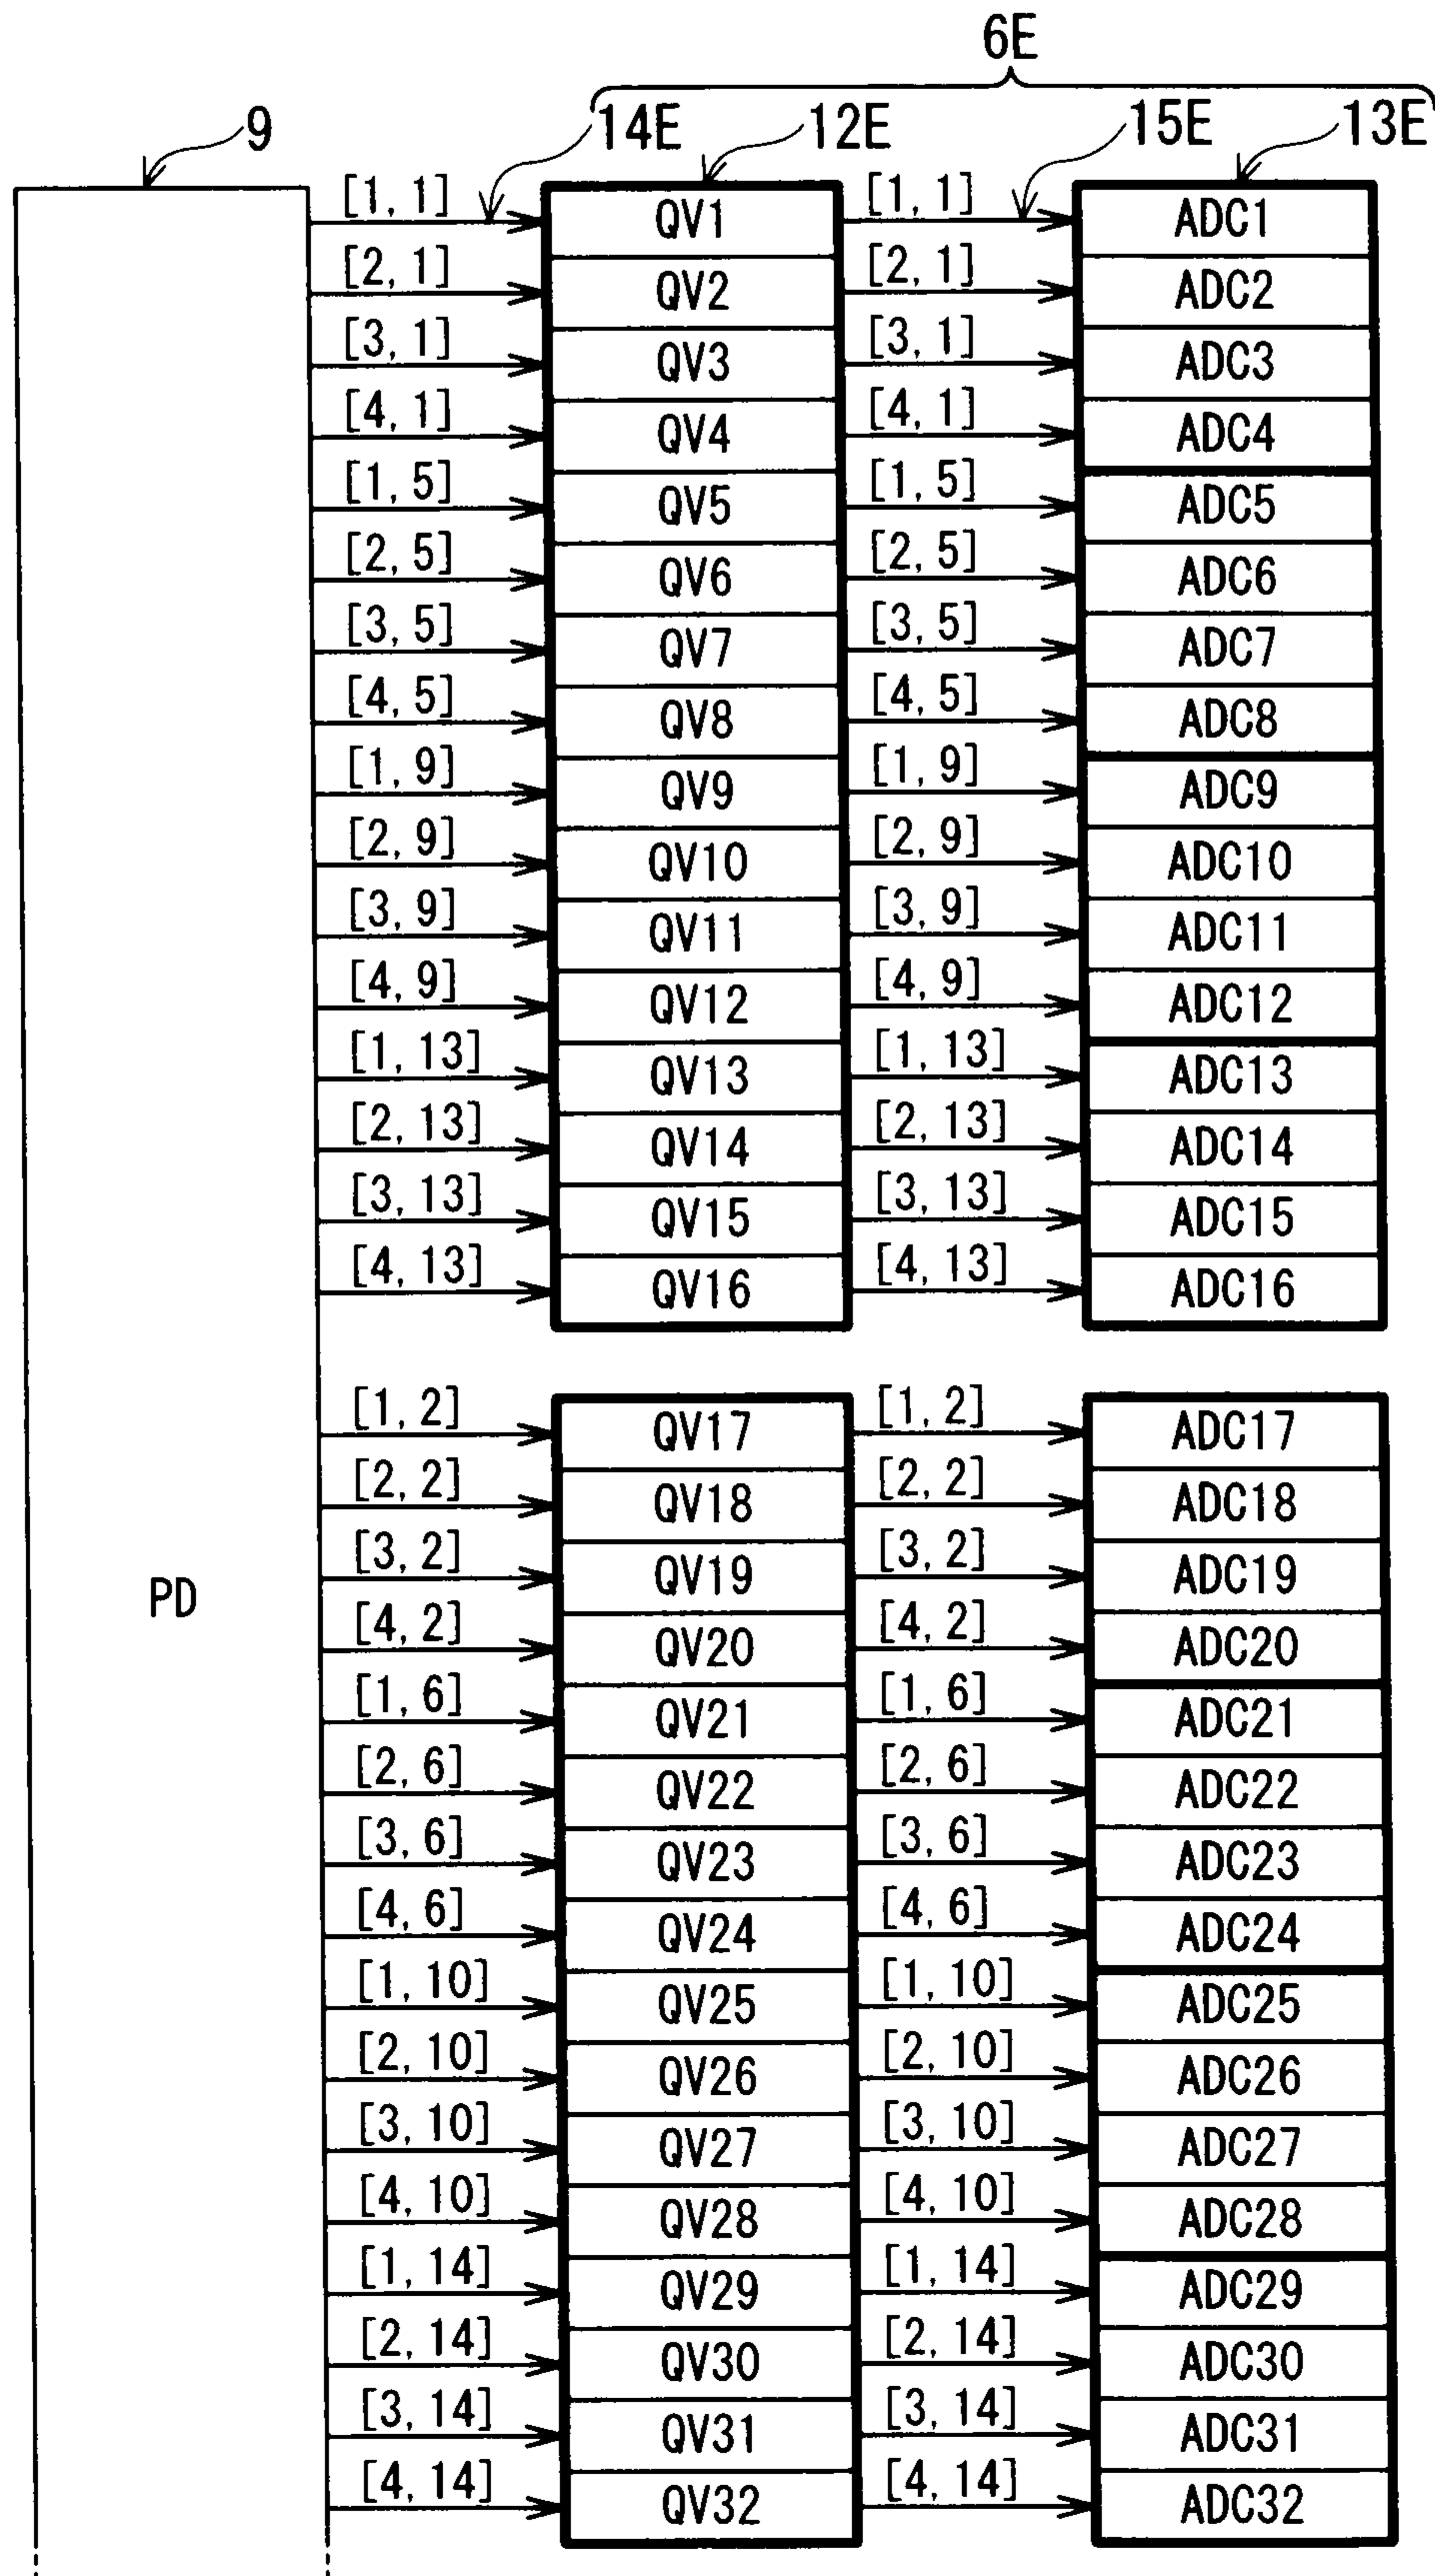 6E
9 14E 12E 15E 13E
[1, 1] QV1 [1, 1] ADC1
[2, 1] QV2 [2, 1] ADC2
[3, 1] QV3 [3, 1] ADC3
[4, 1] QV4 [4, 1] ADC4
[1, 5] QV5 [1, 5] ADC5
[2, 5] QV6 [2, 5] ADC6
[3, 5] QV7 [3, 5] ADC7
[4, 5] QV8 [4, 5] ADC8
[1, 9] QV9 [1, 9] ADC9
[2, 9] QV10 [2, 9] ADC10
[3, 9] QV11 [3, 9] ADC11
[4, 9] QV12 [4, 9] ADC12
[1, 13] QV13 [1, 13] ADC13
[2, 13] QV14 [2, 13] ADC14
[3, 13] QV15 [3, 13] ADC15
[4, 13] QV16 [4, 13] ADC16
[1, 2] QV17 [1, 2] ADC17
[2, 2] QV18 [2, 2] ADC18
[3, 2] QV19 [3, 2] ADC19
PD
[4, 2] QV20 [4, 2] ADC20
[1, 6] QV21 [1, 6] ADC21
[2, 6] QV22 [2, 6] ADC22
[3, 6] QV23 [3, 6] ADC23
[4, 6] QV24 [4, 6] ADC24
[1, 10] QV25 [1, 10] ADC25
[2, 10] QV26 [2, 10] ADC26
[3, 10] QV27 [3, 10] ADC27
[4, 10] QV28 [4, 10] ADC28
[1, 14] QV29 [1, 14] ADC29
[2, 14] QV30 [2, 14] ADC30
[3, 14] QV31 [3, 14] ADC31
[4, 14] QV32 [4, 14] ADC32